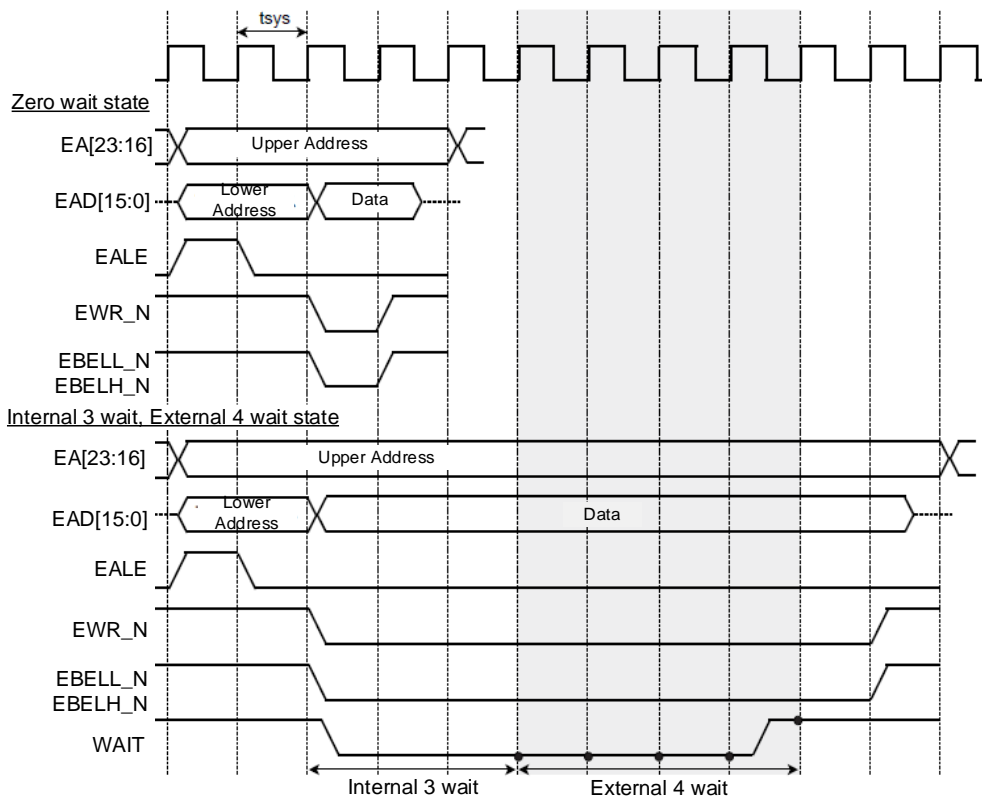 tsys
Zero wait state
EA[23:16]
Upper Address
EAD[15:0]
Lower
Address
Data
EALE
EWR_N
EBELL_N
EBELH_N
Internal 3 wait, External 4 wait state
EA[23:16]
Upper Address
EAD[15:0]
Lower
Address
Data
EALE
EWR_N
EBELL_N
EBELH_N
WAIT
Internal 3 wait
External 4 wait